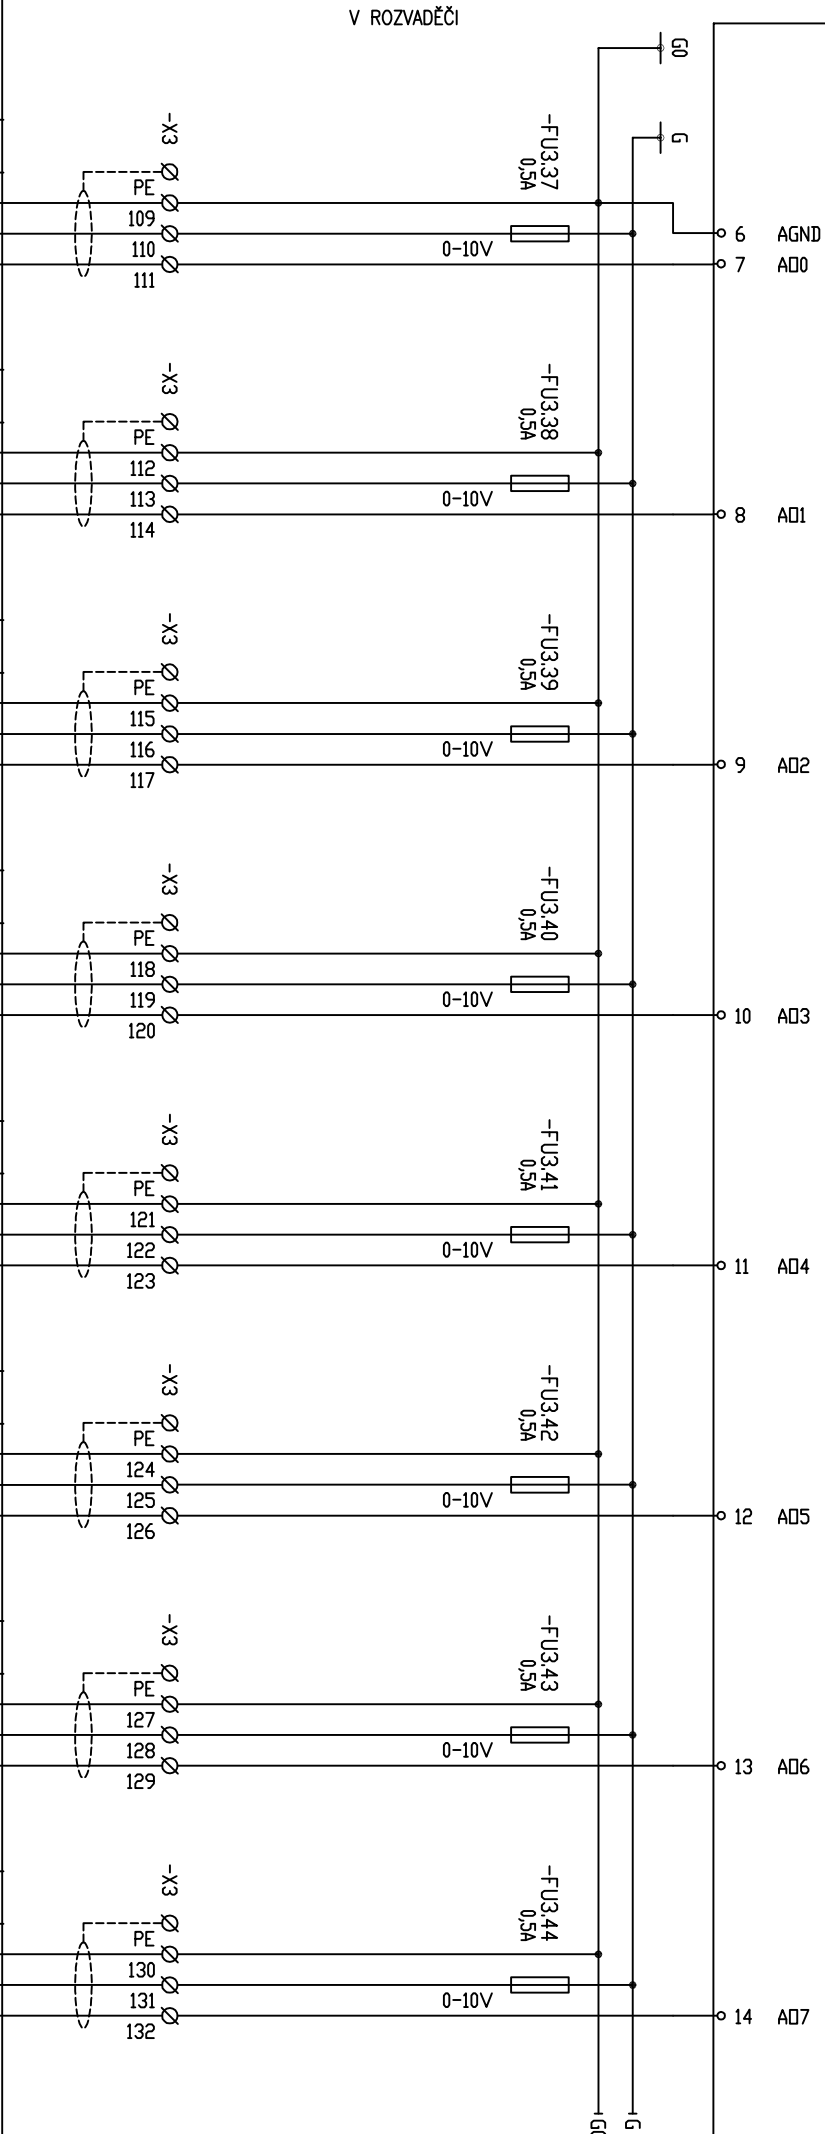 V ROZVADĚČI
G0
G
-X3
-FU3.37
0,5A
PE
109
110
111
0-10V
6 AGND
7 AO0
-X3
-FU3.38
0,5A
PE
112
113
114
0-10V
8 AO1
-X3
-FU3.39
0,5A
PE
115
116
117
0-10V
9 AO2
-X3
-FU3.40
0,5A
PE
118
119
120
0-10V
10 AO3
-X3
-FU3.41
0,5A
PE
121
122
123
0-10V
11 AO4
-X3
-FU3.42
0,5A
PE
124
125
126
0-10V
12 AO5
-X3
-FU3.43
0,5A
PE
127
128
129
0-10V
13 AO6
-X3
-FU3.44
0,5A
PE
130
131
132
0-10V
14 AO7
G